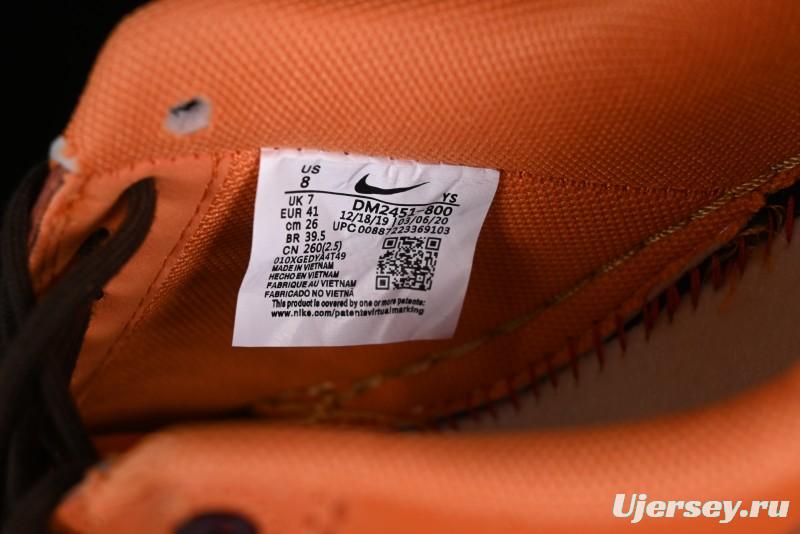 US
8
YS
UK 7
DM2451-800
EUR 41
12/18/19 03/06/20
cm 26
UPC 00887223369103
BR 39.5
CN 260(2.5)
010XGEDYA4T49
MADE IN VIETNAM
HECHO EN VIETNAM
FABRIQUE AU VIETNAM
FABRICADO NO VIETNÃ
This product is covered by one or more patents:
www.nike.com/patentsvirtualmarking
Ujersey.ru